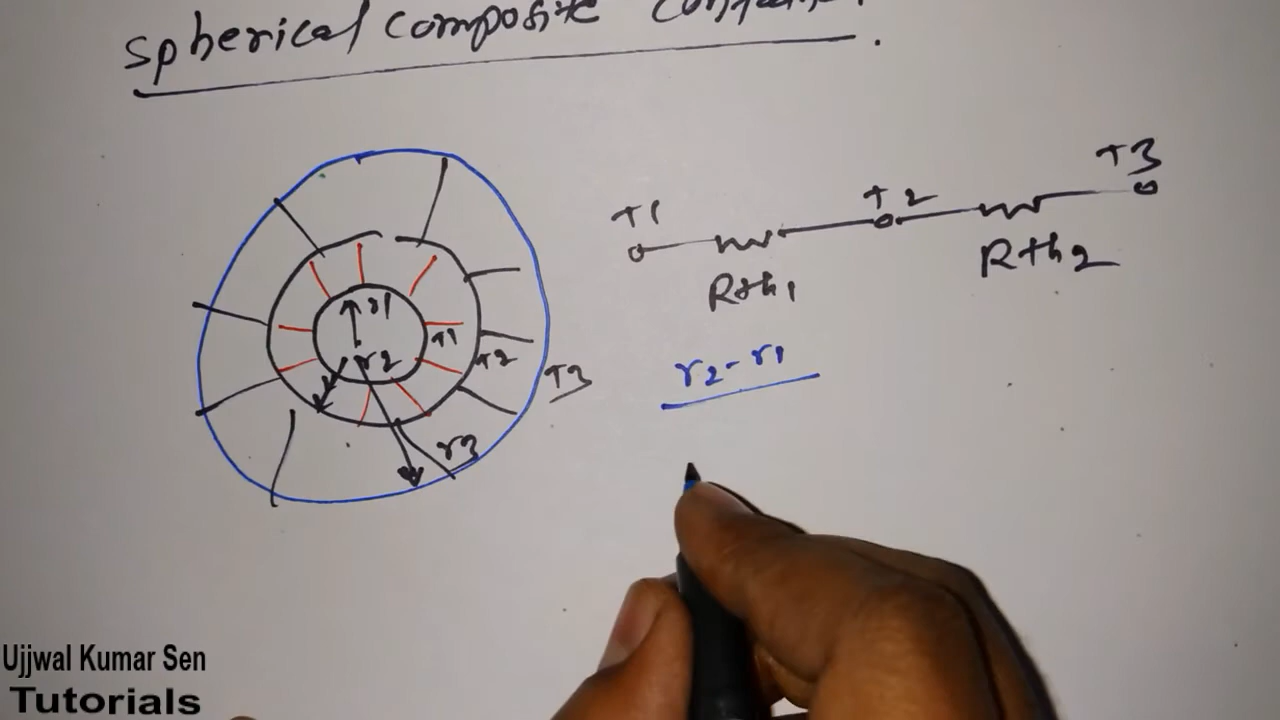 spherical composite
T3
T1
T2
Rth2
Rth1
r1
T1
r2
T2
r2-r1
T3
r3
Ujjwal Kumar Sen
Tutorials